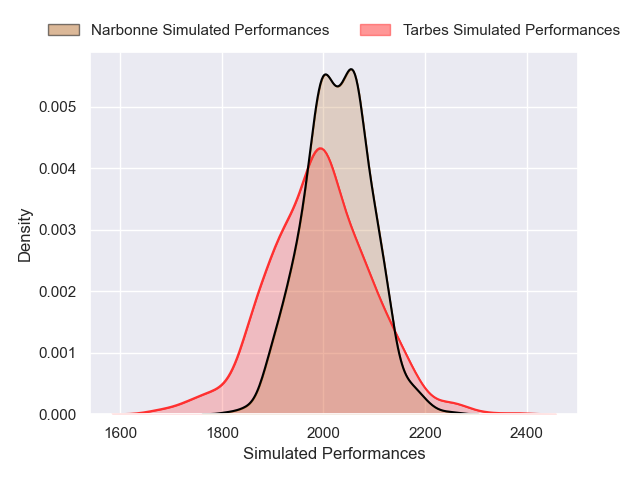 Narbonne Simulated Performances
Tarbes Simulated Performances
0.005
0.004
0.003
0.002
0.001
0.000
Density
1600 1800 2000 2200 2400
Simulated Performances